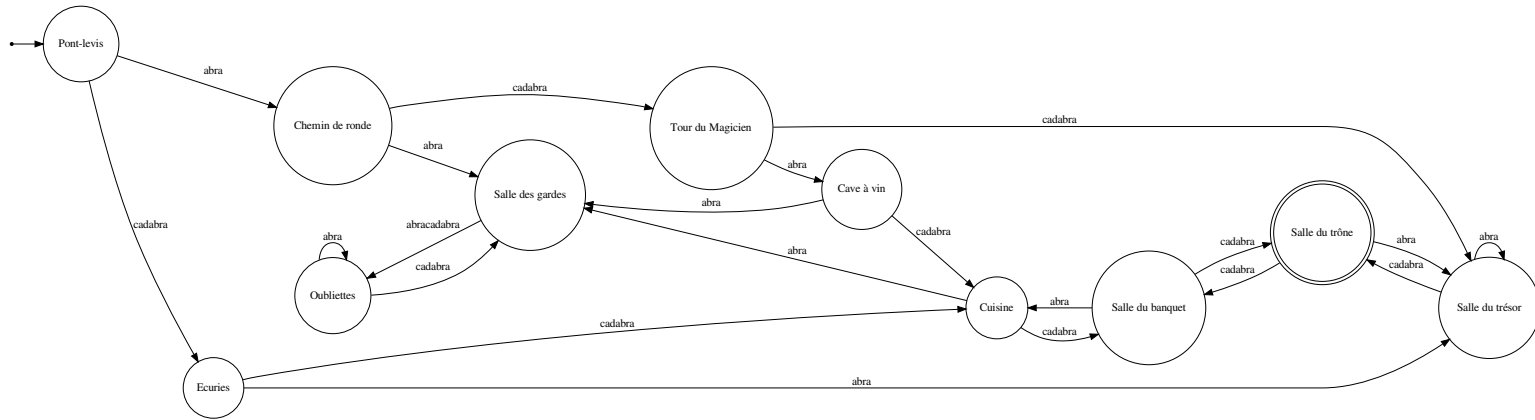 Pont-levis
abra
cadabra
Chemin de ronde
cadabra
Tour du Magicien
cadabra
abra
Salle des gardes
abra
Cave à vin
abra
cadabra
abracadabra
cadabra
abra
Oubliettes
abra
cadabra
Salle du trône
abra
cadabra
cadabra
abra
Salle du trésor
cadabra
Cuisine
abra
cadabra
Salle du banquet
Ecuries
abra